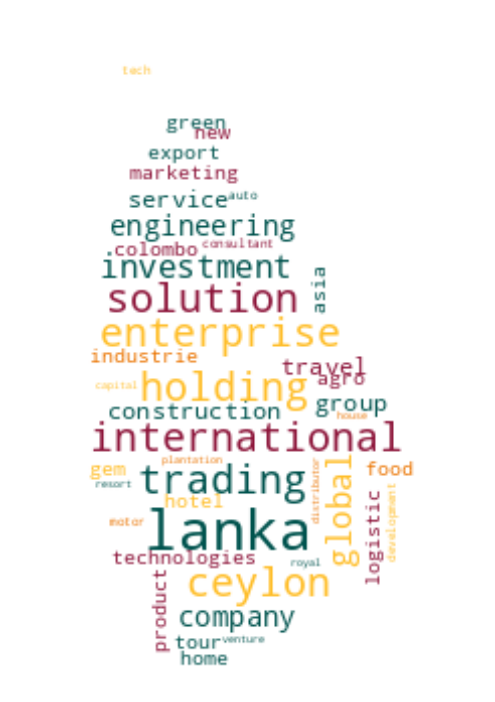 tech
green
new
export
marketing
service
auto
engineering
consultant
colombo
investment
asia
solution
enterprise
industrie
travel
agro
capital
holding
group
construction
house
international
plantation
gem
food
trading
resort
distributor
global
hotel
development
logistic
motor
lanka
technologies
royal
ceylon
product
company
tour
venture
home